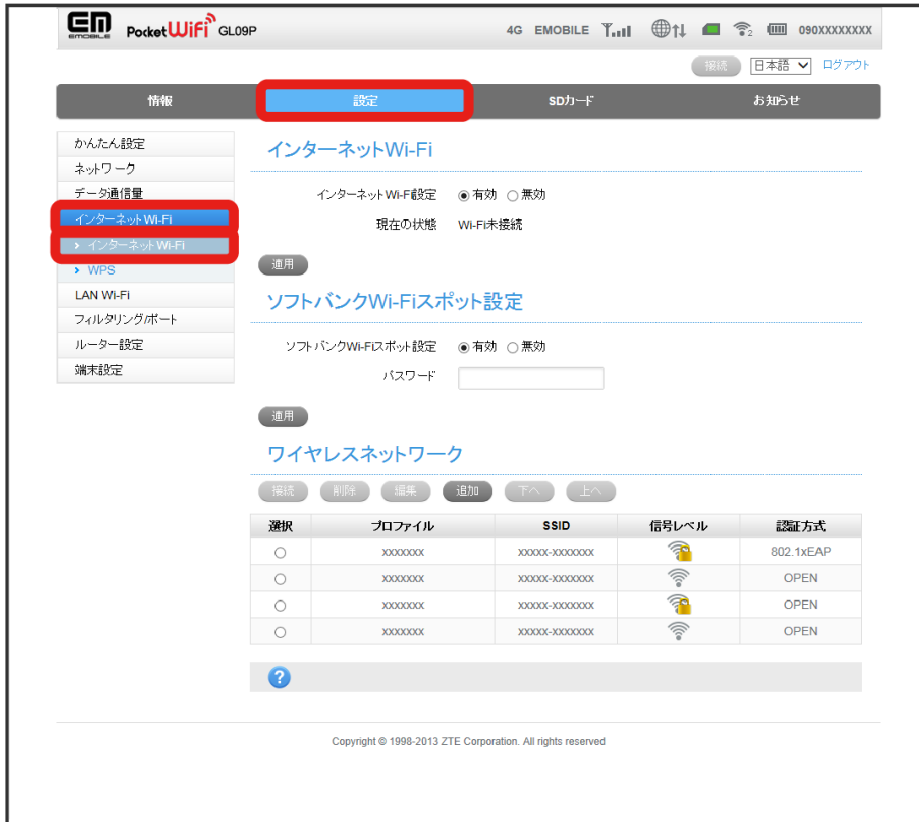 EM EMOBILE Pocket WiFi GL09P 4G EMOBILE 2 090XXXXXXXX
接続 日本語 ログアウト
情報 設定 SDカード お知らせ
かんたん設定
ネットワーク
データ通信量
インターネットWi-Fi
インターネットWi-Fi
WPS
LAN Wi-Fi
フィルタリング/ポート
ルーター設定
端末設定
インターネットWi-Fi
インターネット Wi-Fi設定 有効 無効
現在の状態 Wi-Fi未接続
適用
ソフトバンクWi-Fiスポット設定
ソフトバンクWi-Fiスポット設定 有効 無効
パスワード
適用
ワイヤレスネットワーク
接続 削除 編集 追加 下へ 上へ
選択 プロファイル SSID 信号レベル 認証方式
xxxxxxx xxxxx-xxxxxxx 802.1xEAP
xxxxxxx xxxxx-xxxxxxx OPEN
xxxxxxx xxxxx-xxxxxxx OPEN
xxxxxxx xxxxx-xxxxxxx OPEN
?
Copyright © 1998-2013 ZTE Corporation. All rights reserved